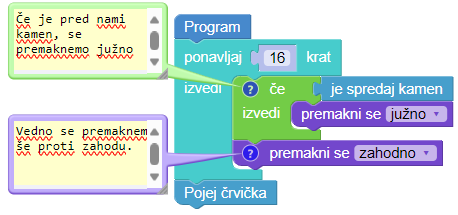 Če je pred nami
kamen, se
premaknemo južno
Program
ponavljaj 16 krat
izvedi
? če je spredaj kamen
izvedi premakni se južno
Vedno se premaknem
še proti zahodu.
? premakni se zahodno
Pojej črvička